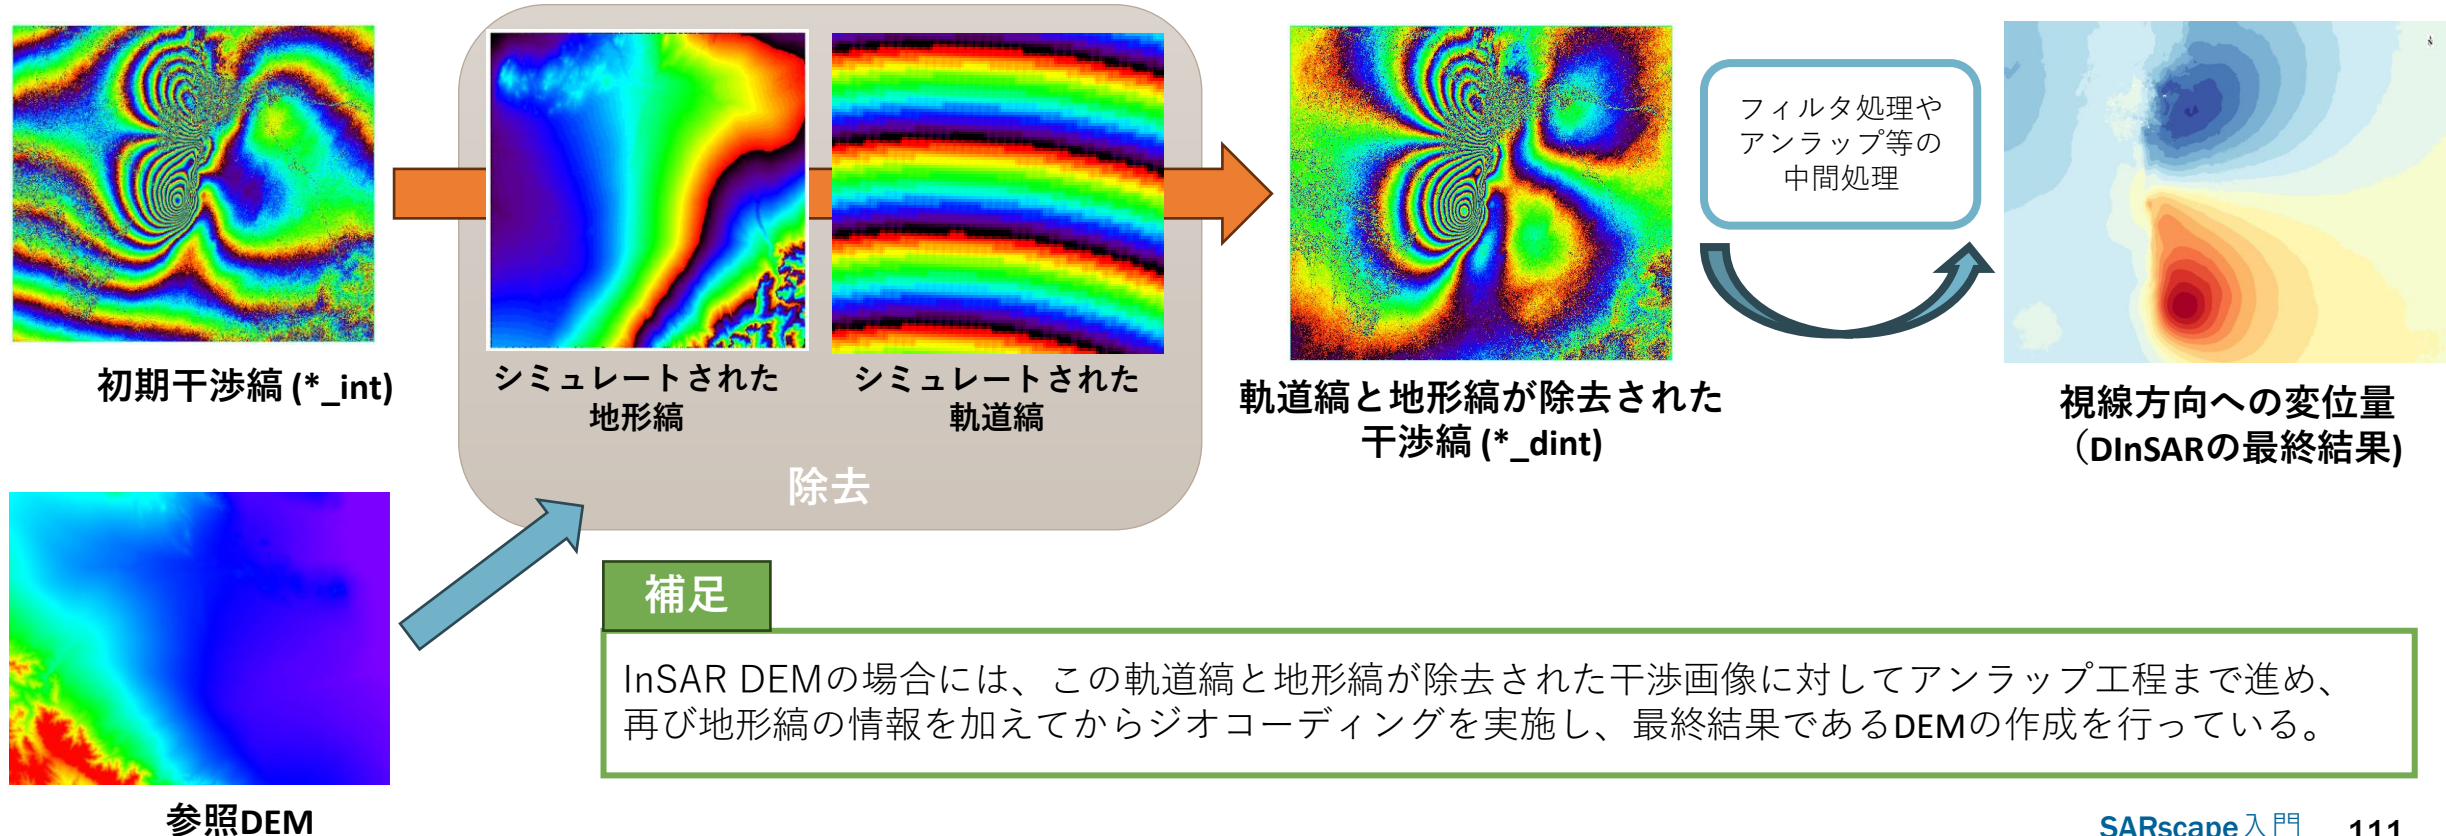 初期干渉縞 (*_int)
シミュレートされた
地形縞
シミュレートされた
軌道縞
除去
軌道縞と地形縞が除去された
干渉縞 (*_dint)
フィルタ処理や
アンラップ等の
中間処理
視線方向への変位量
（DInSARの最終結果)
参照DEM
補足
InSAR DEMの場合には、この軌道縞と地形縞が除去された干渉画像に対してアンラップ工程まで進め、
再び地形縞の情報を加えてからジオコーディングを実施し、最終結果であるDEMの作成を行っている。
SARscape入門 111